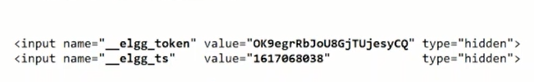 <input name="__elgg_token" value="OK9egrRbJoU8GjTUjesyCQ" type="hidden">
<input name="__elgg_ts" value="1617068038" type="hidden">